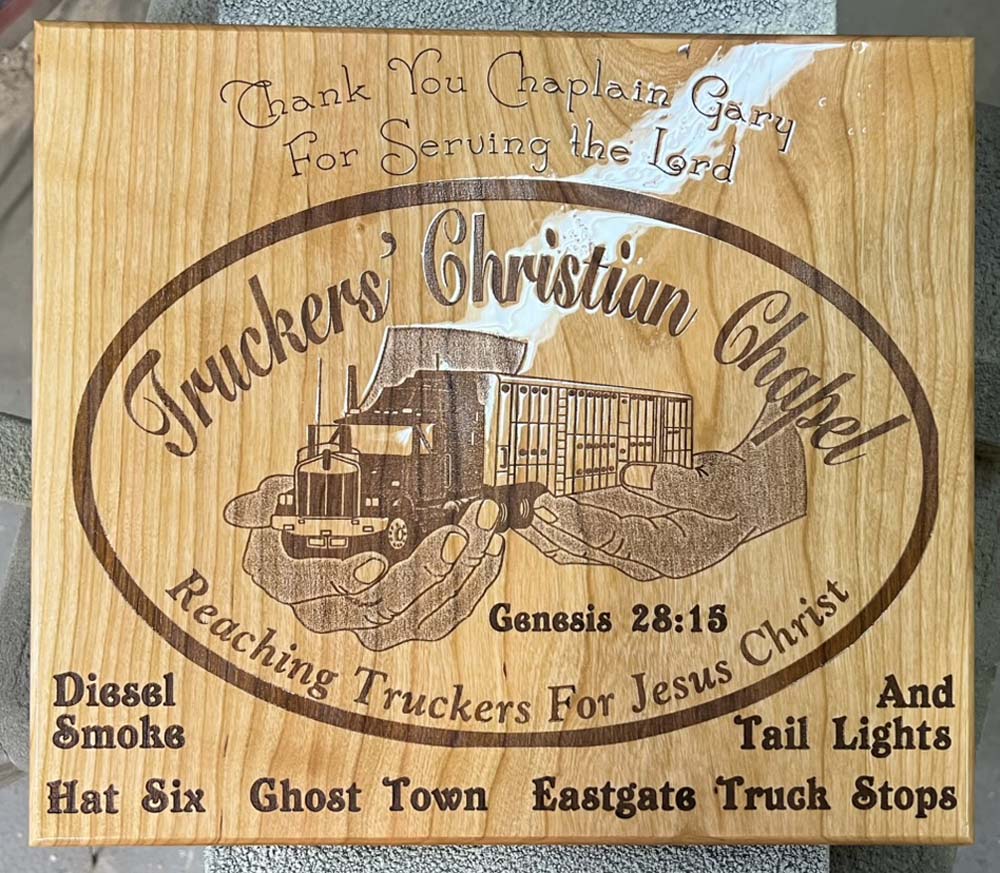 Thank You Chaplain Gary
For Serving the Lord
Truckers' Christian Chapel
Genesis 28:15
Reaching Truckers For Jesus Christ
Diesel
Smoke
And
Tail Lights
Hat Six Ghost Town Eastgate Truck Stops